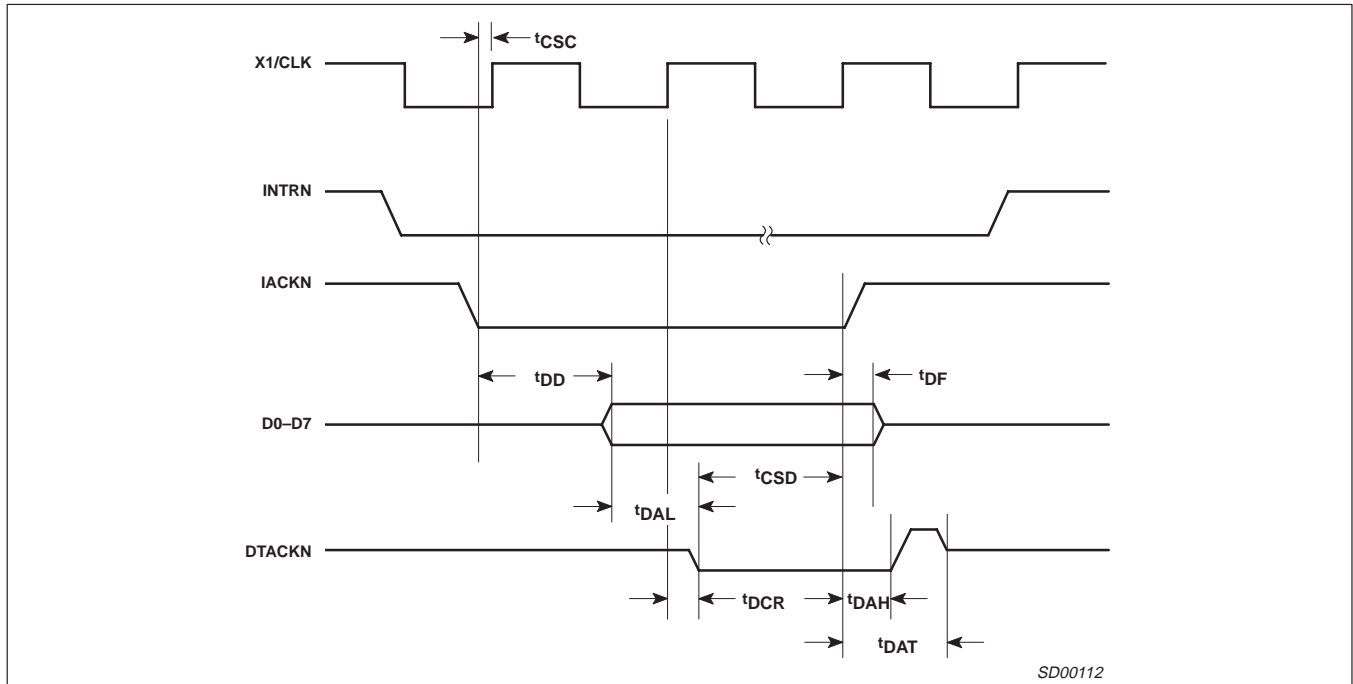 tCSC
X1/CLK
INTRN
IACKN
tDD
tDF
D0–D7
tCSD
tDAL
DTACKN
tDCR
tDAH
tDAT
SD00112